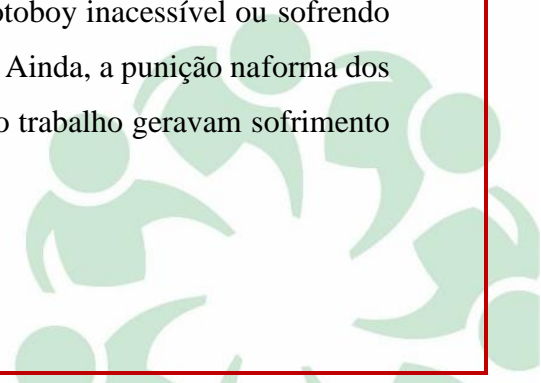 otoboy inacessível ou sofrendo
Ainda, a punição naforma dos
o trabalho geravam sofrimento